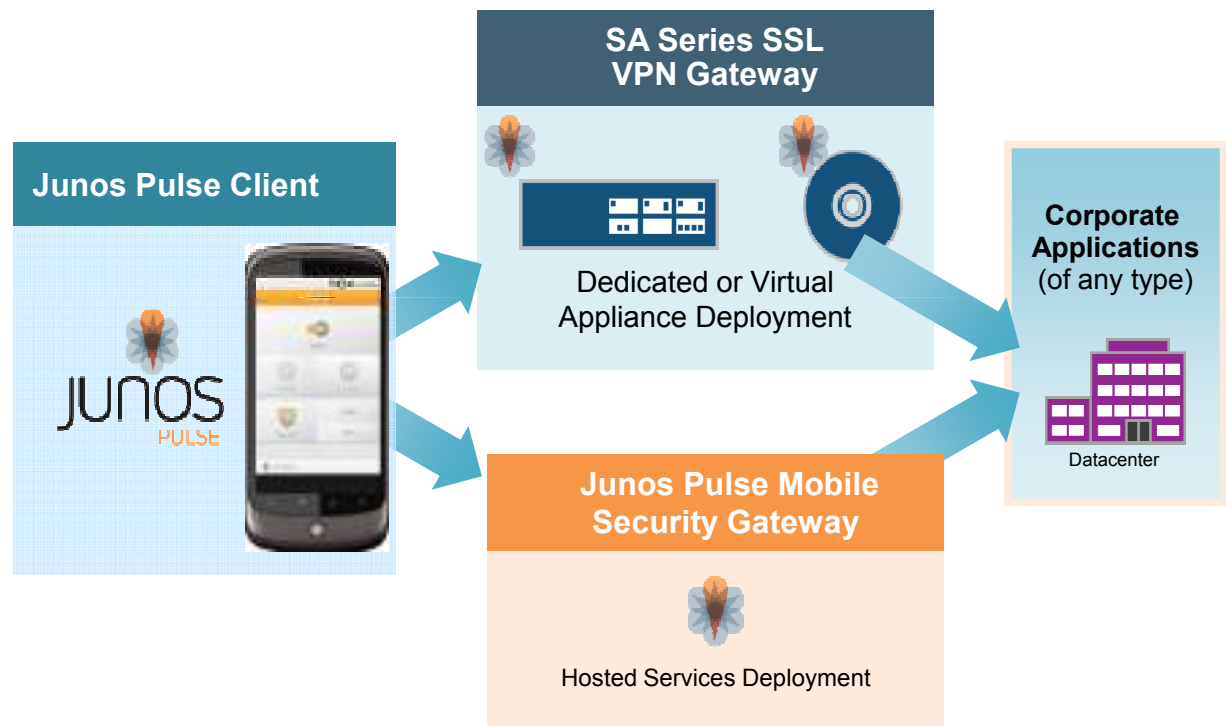 Junos Pulse Client
JUNOS
PULSE
SA Series SSL
VPN Gateway
Dedicated or Virtual
Appliance Deployment
Junos Pulse Mobile
Security Gateway
Hosted Services Deployment
Corporate
Applications
(of any type)
Datacenter